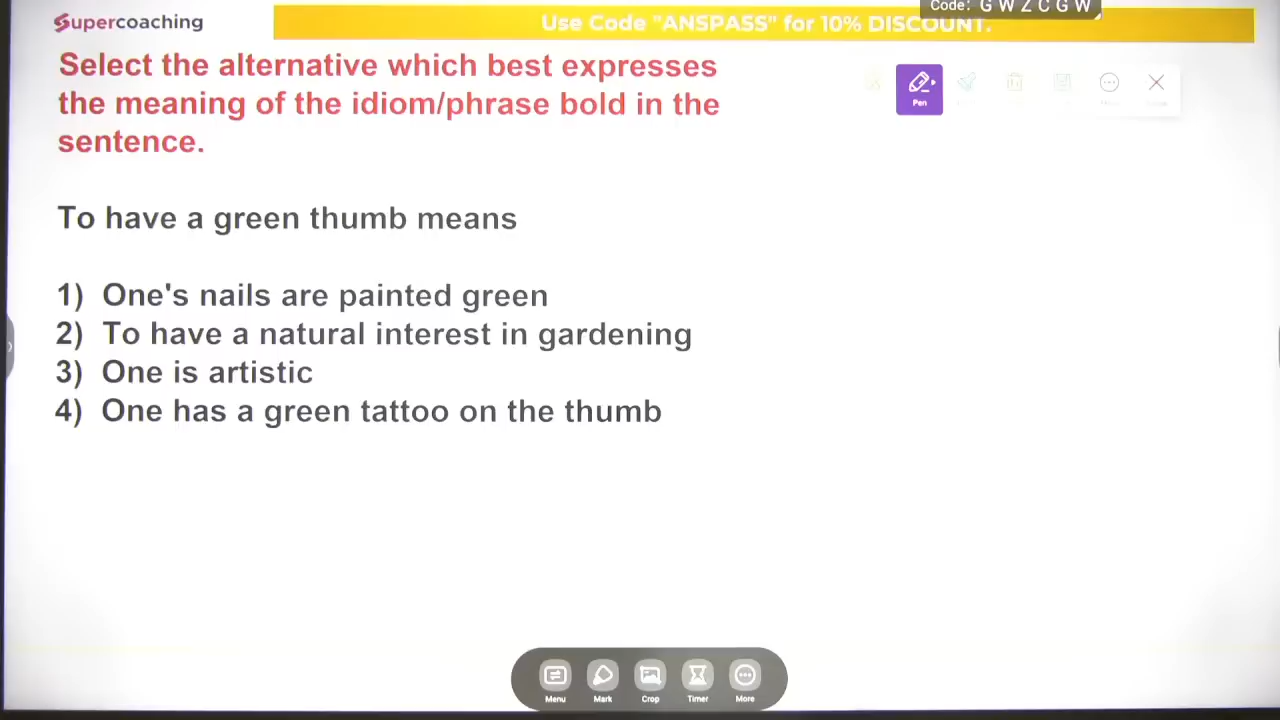 Supercoaching
Use Code "ANSPASS" for 10% DISCOUNT.
Code: G W Z C G W
Select the alternative which best expresses
the meaning of the idiom/phrase bold in the
sentence.
Pen
To have a green thumb means
1) One's nails are painted green
2) To have a natural interest in gardening
3) One is artistic
4) One has a green tattoo on the thumb
Menu
Mark
Crop
Timer
More